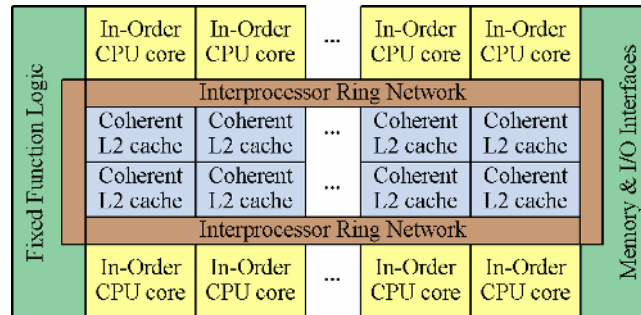 Fixed Function Logic
In-Order
CPU core
In-Order
CPU core
...
In-Order
CPU core
In-Order
CPU core
Interprocessor Ring Network
Coherent
L2 cache
Coherent
L2 cache
...
Coherent
L2 cache
Coherent
L2 cache
Coherent
L2 cache
Coherent
L2 cache
...
Coherent
L2 cache
Coherent
L2 cache
Interprocessor Ring Network
In-Order
CPU core
In-Order
CPU core
...
In-Order
CPU core
In-Order
CPU core
Memory & I/O Interfaces